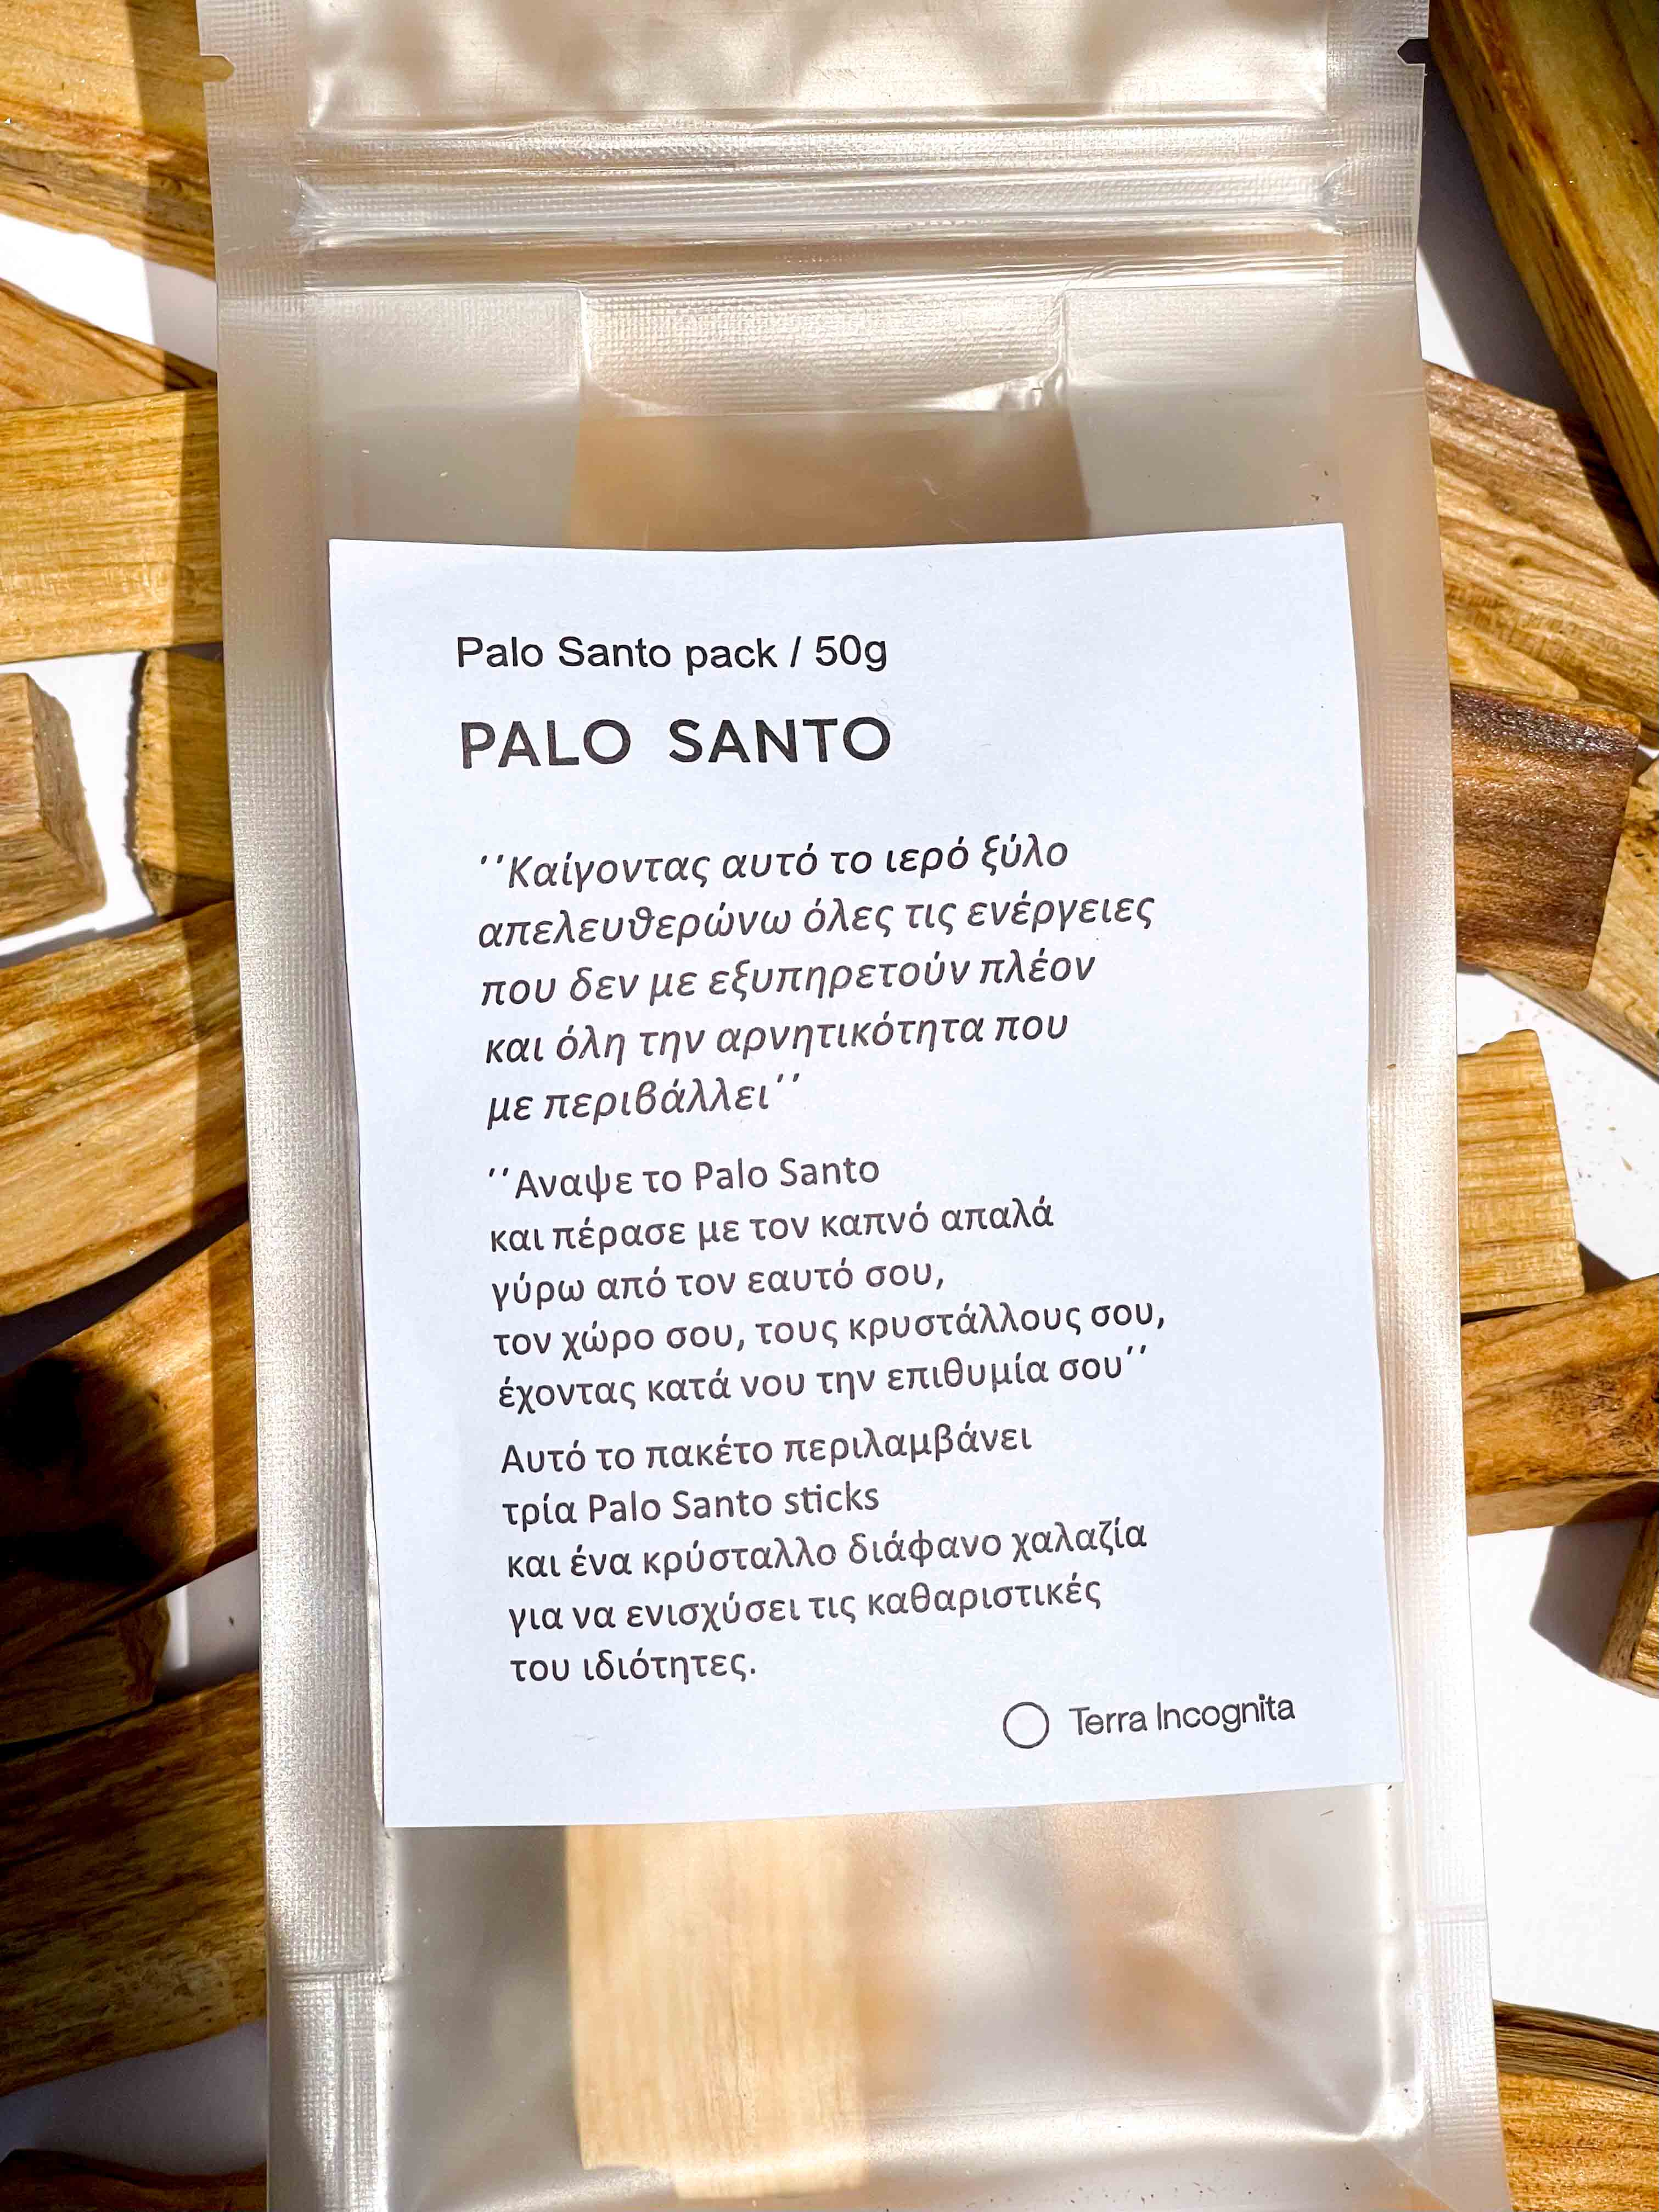 Palo Santo pack / 50g
PALO SANTO
΄΄Καίγοντας αυτό το ιερό ξύλο
απελευθερώνω όλες τις ενέργειες
που δεν με εξυπηρετούν πλέον
και όλη την αρνητικότητα που
με περιβάλλει΄΄
΄΄Αναψε το Palo Santo
και πέρασε με τον καπνό απαλά
γύρω από τον εαυτό σου,
τον χώρο σου, τους κρυστάλλους σου,
έχοντας κατά νου την επιθυμία σου΄΄
Αυτό το πακέτο περιλαμβάνει
τρία Palo Santo sticks
και ένα κρύσταλλο διάφανο χαλαζία
για να ενισχύσει τις καθαριστικές
του ιδιότητες.
Terra Incognita